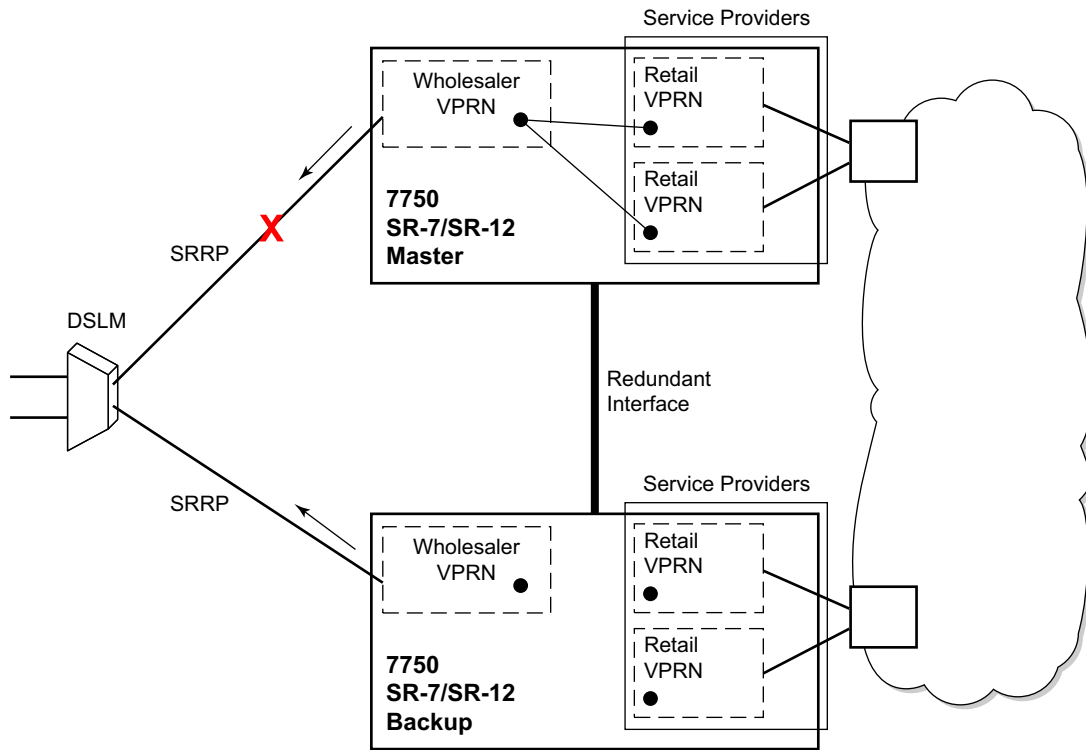 Service Providers
Wholesaler
VPRN
Retail
VPRN
Retail
VPRN
7750
SR-7/SR-12
Master
X
SRRP
DSLM
Redundant
Interface
SRRP
Service Providers
Wholesaler
VPRN
Retail
VPRN
Retail
VPRN
7750
SR-7/SR-12
Backup